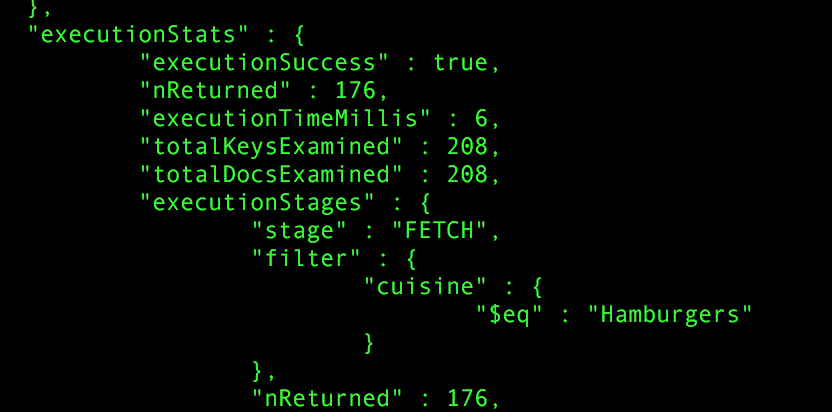 },
"executionStats" : {
"executionSuccess" : true,
"nReturned" : 176,
"executionTimeMillis" : 6,
"totalKeysExamined" : 208,
"totalDocsExamined" : 208,
"executionStages" : {
"stage" : "FETCH",
"filter" : {
"cuisine" : {
"$eq" : "Hamburgers"
}
},
"nReturned" : 176,